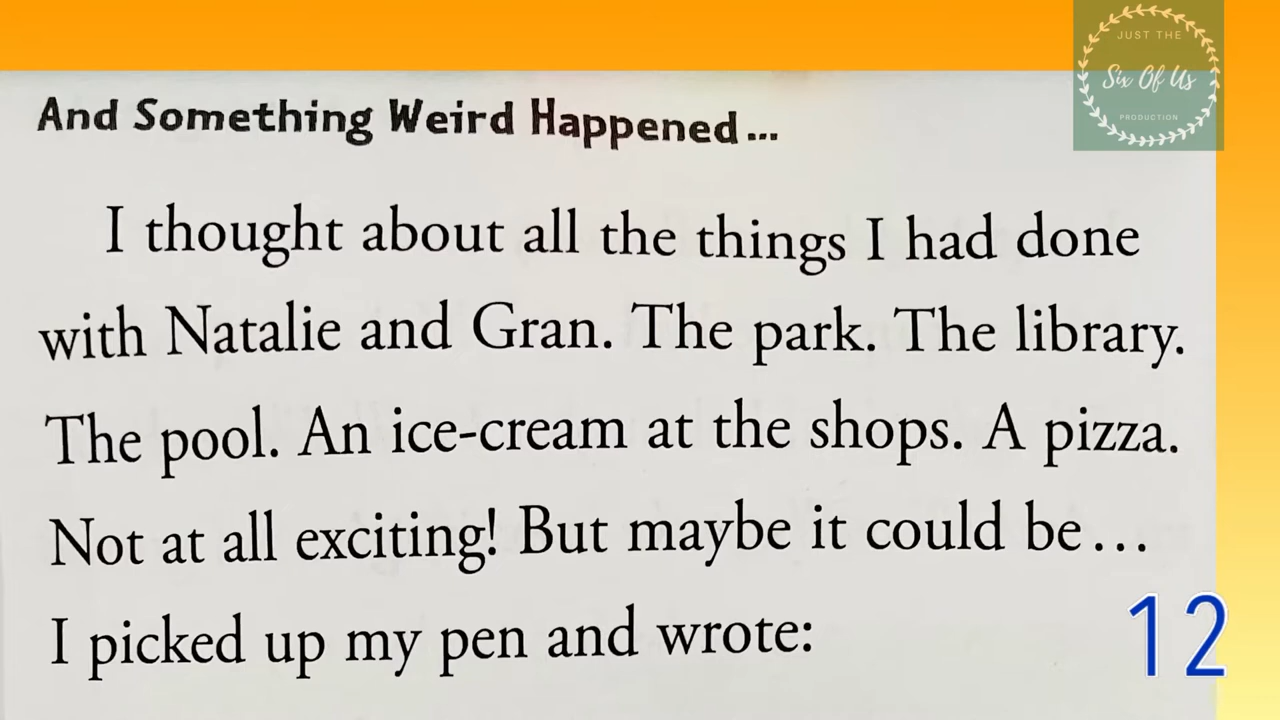 JUST THE
Six Of Us
PRODUCTION
And Something Weird Happened...
I thought about all the things I had done
with Natalie and Gran. The park. The library.
The pool. An ice-cream at the shops. A pizza.
Not at all exciting! But maybe it could be...
I picked up my pen and wrote:
12